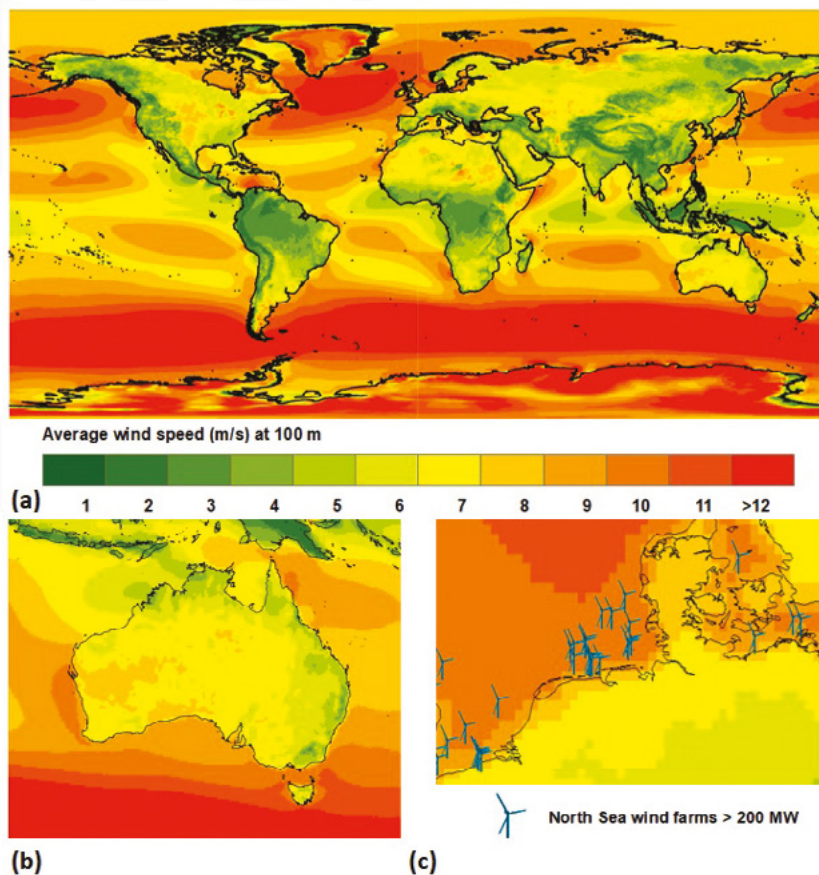 Average wind speed (m/s) at 100 m
(a) 1 2 3 4 5 6 7 8 9 10 11 >12
North Sea wind farms > 200 MW
(b) (c)